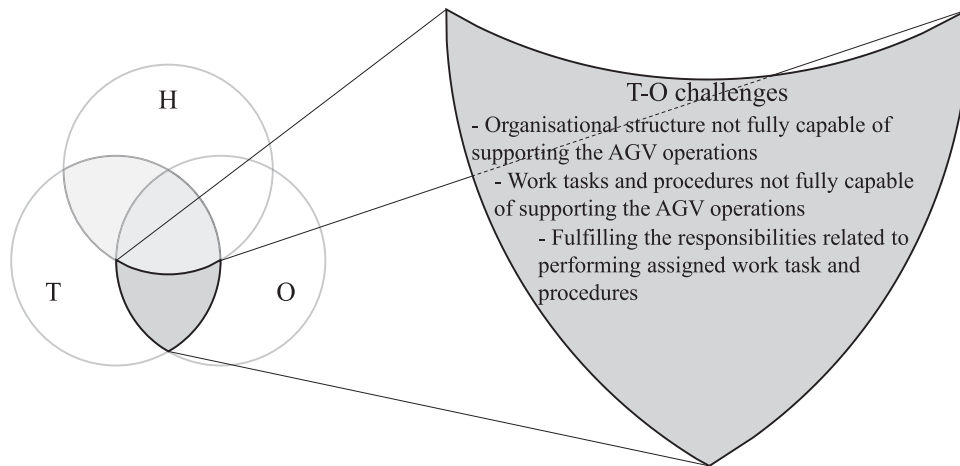 H
T
O
T-O challenges
- Organisational structure not fully capable of
supporting the AGV operations
- Work tasks and procedures not fully capable
of supporting the AGV operations
- Fulfilling the responsibilities related to
performing assigned work task and
procedures